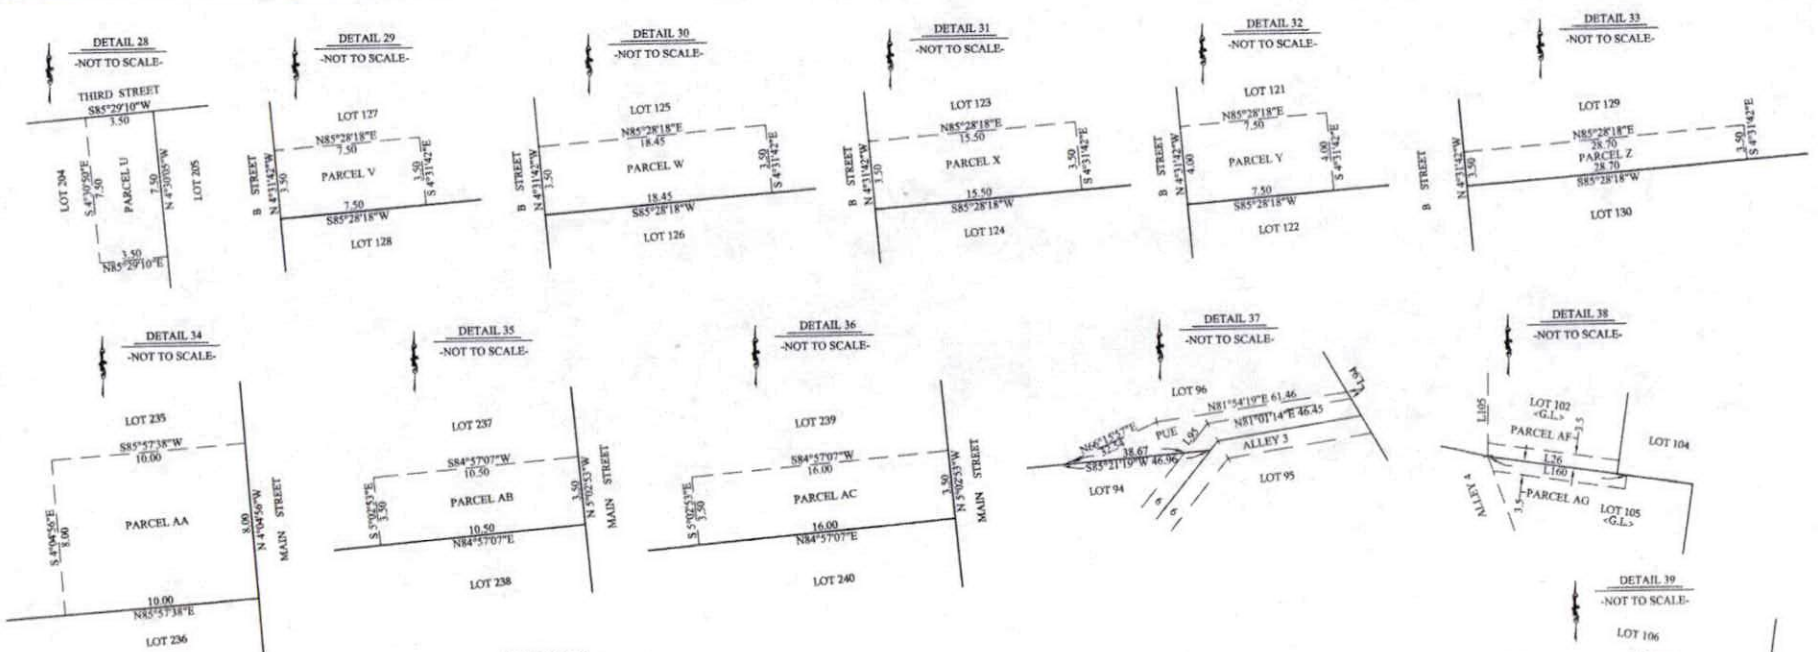 DETAIL 28
-NOT TO SCALE-
THIRD STREET
S85°29'10"W
3.50
LOT 204
S 4°30'50"E
7.50
PARCEL U
7.50
N 4°30'05"W
LOT 205
3.50
N85°29'10"E
DETAIL 29
-NOT TO SCALE-
LOT 127
N85°28'18"E
7.50
B STREET
N 4°31'42"W
3.50
PARCEL V
3.50
S 4°31'42"E
7.50
S85°28'18"W
LOT 128
DETAIL 30
-NOT TO SCALE-
LOT 125
N85°28'18"E
18.45
B STREET
N 4°31'42"W
3.50
PARCEL W
3.50
S 4°31'42"E
18.45
S85°28'18"W
LOT 126
DETAIL 31
-NOT TO SCALE-
LOT 123
N85°28'18"E
15.50
B STREET
N 4°31'42"W
3.50
PARCEL X
3.50
S 4°31'42"E
15.50
S85°28'18"W
LOT 124
DETAIL 32
-NOT TO SCALE-
LOT 121
N85°28'18"E
7.50
B STREET
N 4°31'42"W
4.00
PARCEL Y
4.00
S 4°31'42"E
7.50
S85°28'18"W
LOT 122
DETAIL 33
-NOT TO SCALE-
LOT 129
N85°28'18"E
28.70
B STREET
N 4°31'42"W
3.50
PARCEL Z
3.50
S 4°31'42"E
28.70
S85°28'18"W
LOT 130
DETAIL 34
-NOT TO SCALE-
LOT 235
S85°57'38"W
10.00
S 4°04'56"E
8.00
PARCEL AA
8.00
N 4°04'56"W
MAIN STREET
10.00
N85°57'38"E
LOT 236
DETAIL 35
-NOT TO SCALE-
LOT 237
S84°57'07"W
10.50
S 5°02'53"E
3.50
PARCEL AB
3.50
N 5°02'53"W
MAIN STREET
10.50
N84°57'07"E
LOT 238
DETAIL 36
-NOT TO SCALE-
LOT 239
S84°57'07"W
16.00
S 5°02'53"E
3.50
PARCEL AC
3.50
N 5°02'53"W
MAIN STREET
16.00
N84°57'07"E
LOT 240
DETAIL 37
-NOT TO SCALE-
LOT 96
L94
N81°54'19"E 61.46
N81°01'14"E 46.45
N66°15'57"E
PUE
L95
ALLEY 3
38.67
S85°21'19"W 46.96
LOT 94
LOT 95
6
6
DETAIL 38
-NOT TO SCALE-
L105
LOT 102
<G.L.>
3.5
PARCEL AF
LOT 104
L26
L160
ALLEY 4
3.5
PARCEL AG
LOT 105
<G.L.>
DETAIL 39
-NOT TO SCALE-
LOT 106